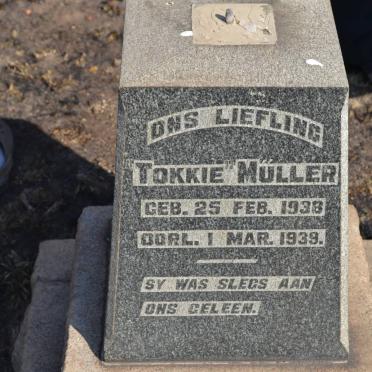 ONS LIEFLING
"TOKKIE" MÜLLER
GEB. 25 FEB. 1938
OORL. 1 MAR. 1939.
SY WAS SLEGS AAN
ONS GELEEN.